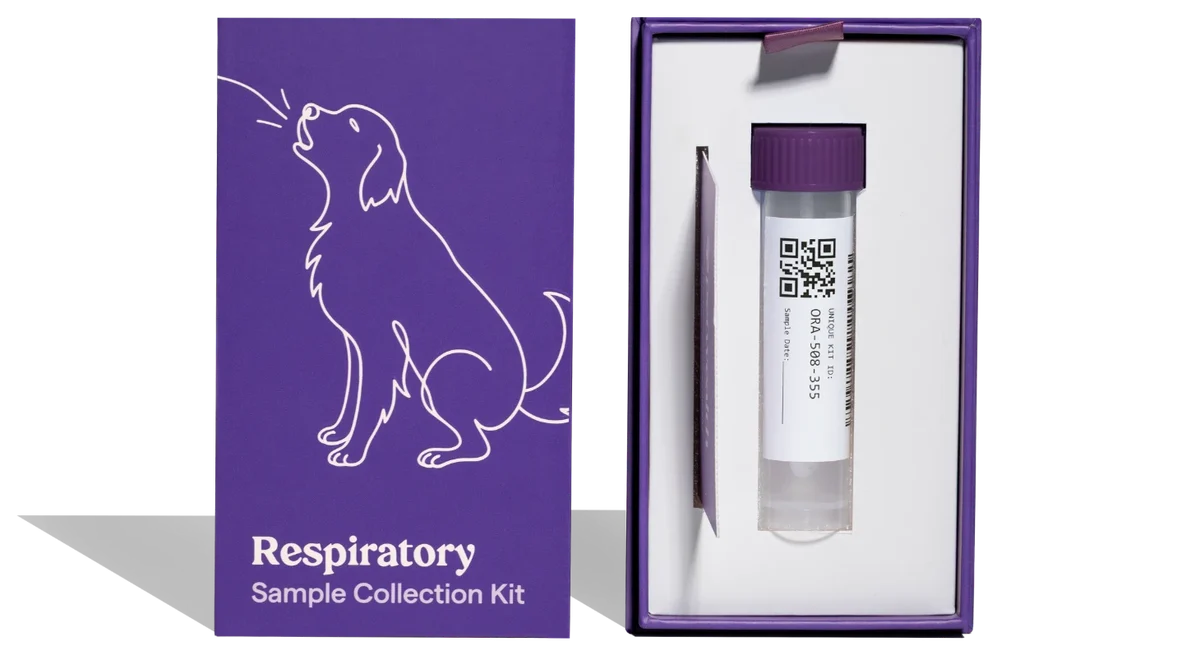 Respiratory
Sample Collection Kit
UNIQUE KIT ID:
ORA-508-355
Sample Date: